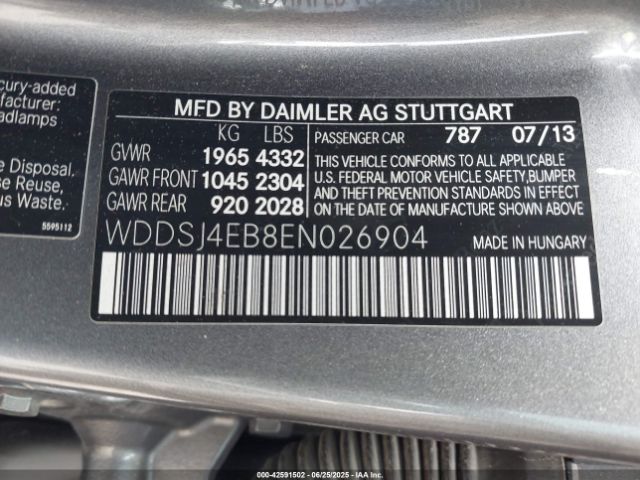 cury-added
facturer:
adlamps
Disposal,
e Reuse,
us Waste.
5595112
MFD BY DAIMLER AG STUTTGART
KG LBS
GVWR 1965 4332
GAWR FRONT 1045 2304
GAWR REAR 920 2028
PASSENGER CAR 787 07/13
THIS VEHICLE CONFORMS TO ALL APPLICABLE
U.S. FEDERAL MOTOR VEHICLE SAFETY,BUMPER
AND THEFT PREVENTION STANDARDS IN EFFECT
ON THE DATE OF MANUFACTURE SHOWN ABOVE
WDDSJ4EB8EN026904
MADE IN HUNGARY
000-42591502 - 06/25/2025 - IAAI.COM